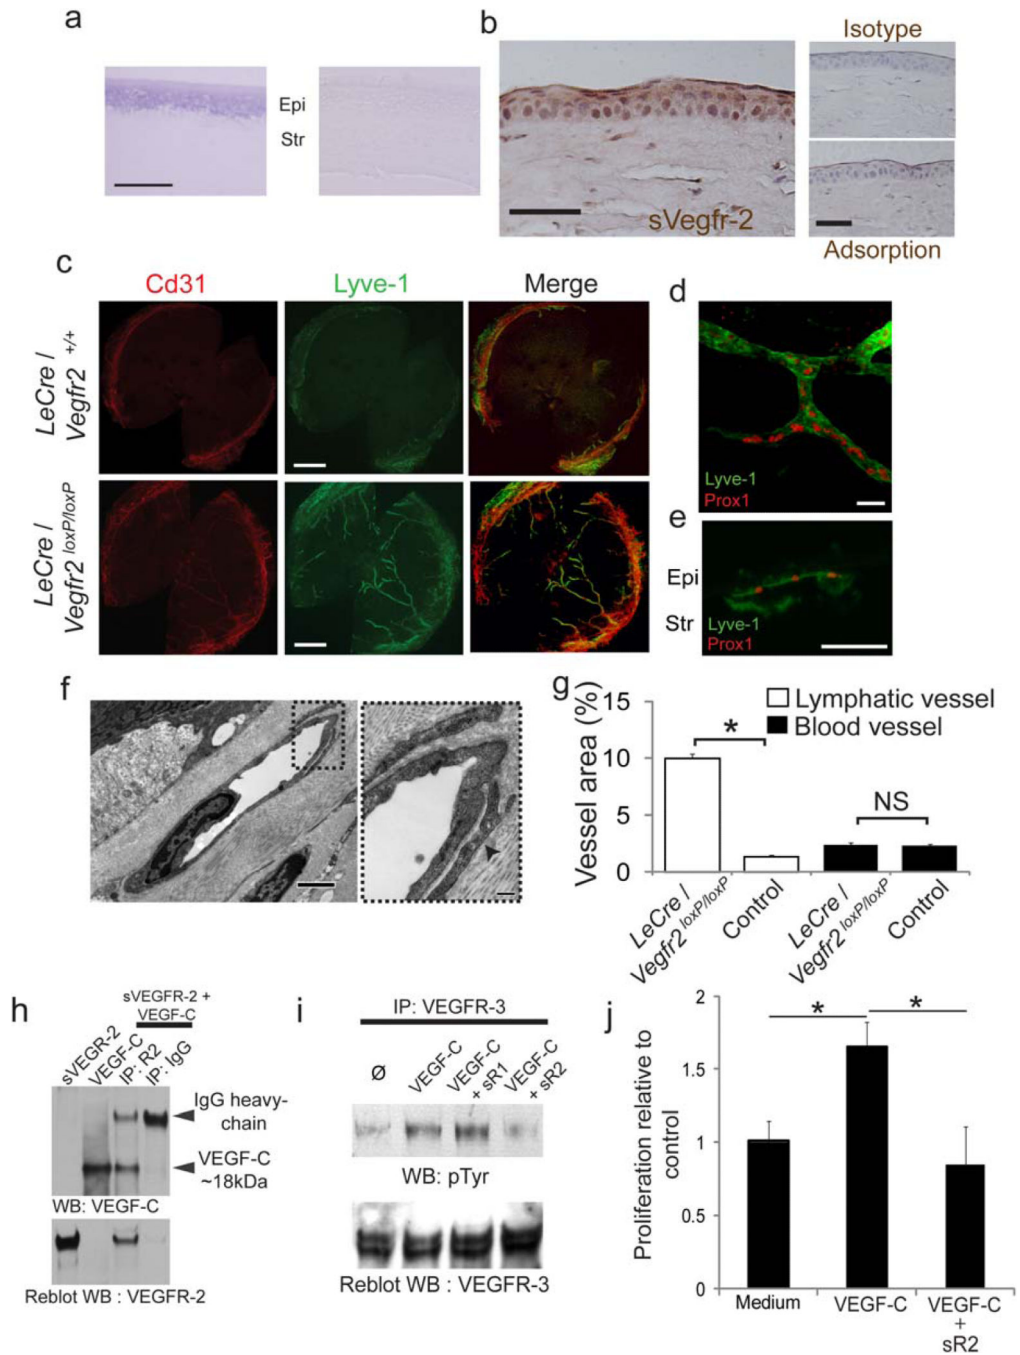 a
Epi
Str
b
Isotype
sVegfr-2
Adsorption
c
Cd31
Lyve-1
Merge
LeCre /
Vegfr2 +/+
LeCre /
Vegfr2 loxP/loxP
d
Lyve-1
Prox1
e
Epi
Str
Lyve-1
Prox1
f
g
Vessel area (%)
15
10
5
0
Lymphatic vessel
Blood vessel
*
NS
LeCre /
Vegfr2 loxP/loxP
Control
LeCre /
Vegfr2 loxP/loxP
Control
h
sVEGFR-2 +
VEGF-C
sVEGR-2
VEGF-C
IP: R2
IP: IgG
IgG heavy-
chain
VEGF-C
~18kDa
WB: VEGF-C
Reblot WB : VEGFR-2
i
IP: VEGFR-3
Ø
VEGF-C
VEGF-C
+ sR1
VEGF-C
+ sR2
WB: pTyr
Reblot WB : VEGFR-3
j
Proliferation relative to
control
2
1.5
1
0.5
0
*
*
Medium
VEGF-C
VEGF-C
+
sR2